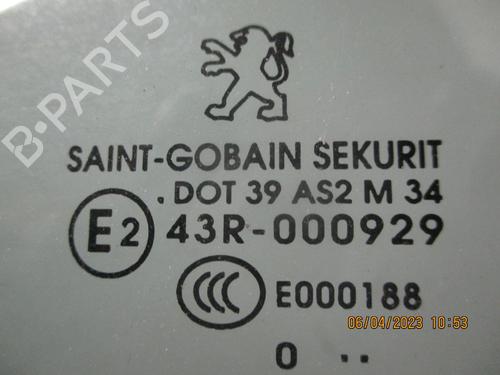 B-PARTS
SAINT-GOBAIN SEKURIT
.DOT 39 AS2 M 34
E2 43R-000929
CCC E000188
06/04/2023 10:53
0 ..